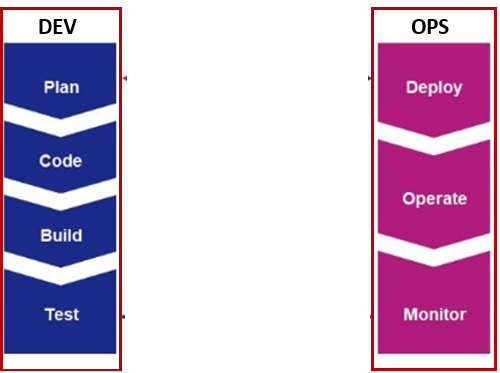 DEV
Plan
Code
Build
Test
OPS
Deploy
Operate
Monitor